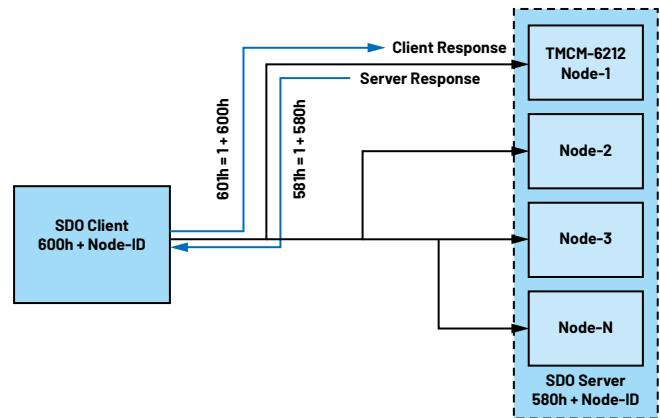 Client Response
Server Response
601h = 1 + 600h
581h = 1 + 580h
SDO Client
600h + Node-ID
TMCM-6212
Node-1
Node-2
Node-3
Node-N
SDO Server
580h + Node-ID